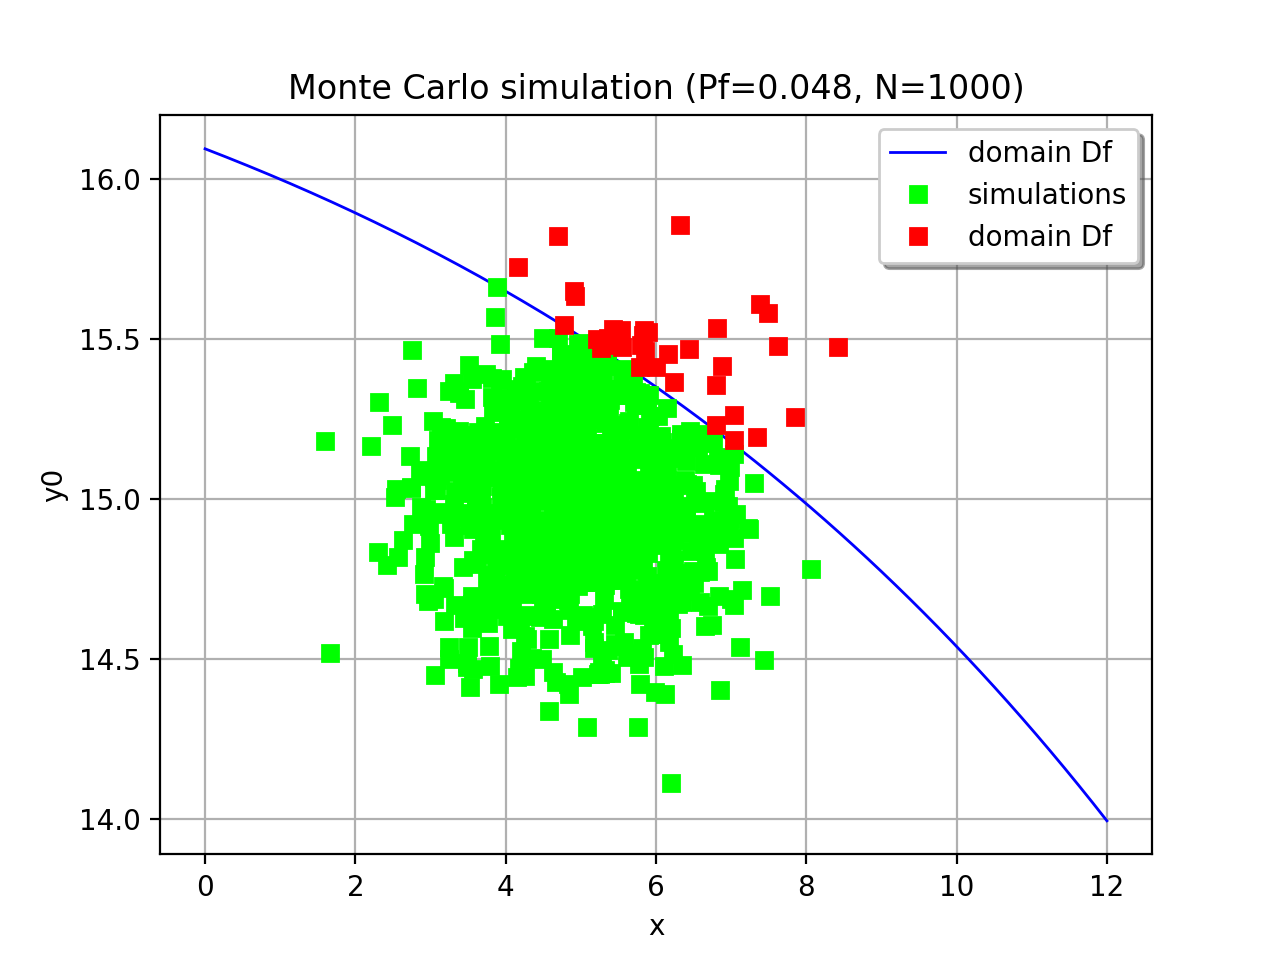 Monte Carlo simulation (Pf=0.048, N=1000)
domain Df
simulations
domain Df
16.0
15.5
15.0
14.5
14.0
y0
0 2 4 6 8 10 12
x